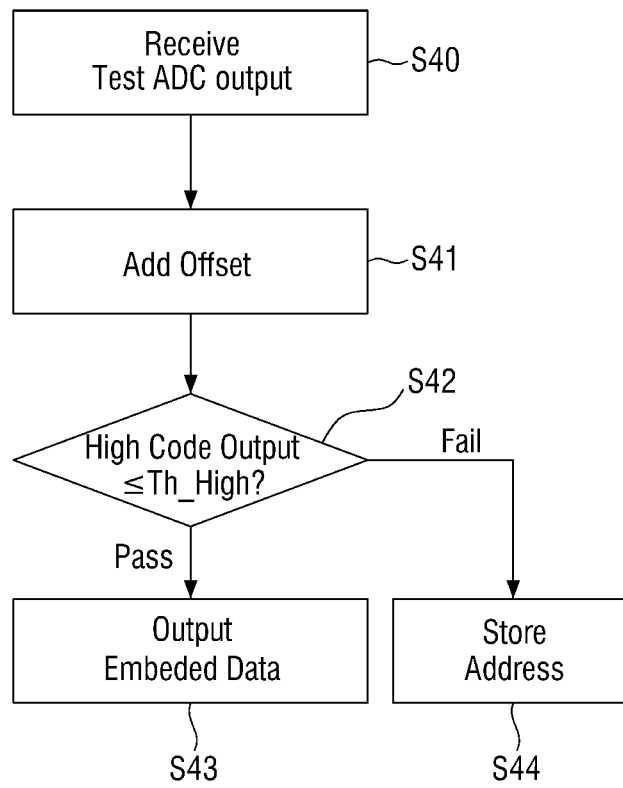 Receive
Test ADC output
S40
Add Offset
S41
S42
High Code Output
≤Th_High?
Fail
Pass
Output
Embeded Data
Store
Address
S43
S44